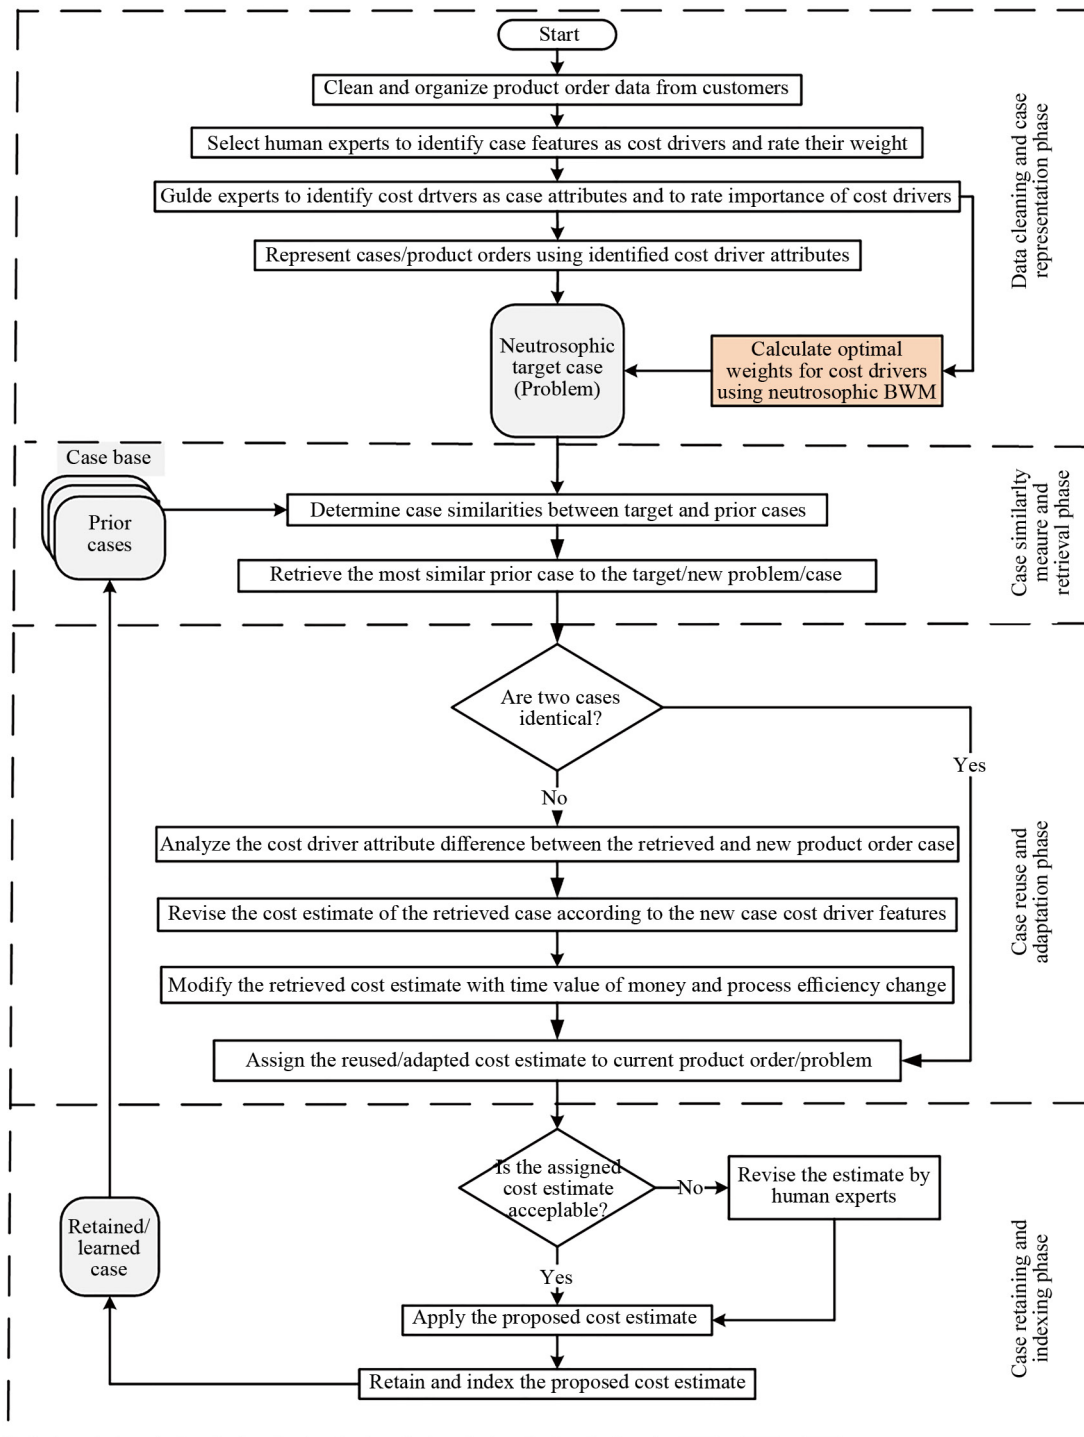 Start
Clean and organize product order data from customers
Select human experts to identify case features as cost drivers and rate their weight
Gulde experts to identify cost drtvers as case attributes and to rate importance of cost drivers
Represent cases/product orders using identified cost driver attributes
Neutrosophic
target case
(Problem)
Calculate optimal
weights for cost drivers
using neutrosophic BWM
Data cleaning and case
representation phase
Case base
Prior
cases
Determine case similarities between target and prior cases
Retrieve the most similar prior case to the target/new problem/case
Case similarlty
meaure and
retrieval phase
Are two cases
identical?
Yes
No
Analyze the cost driver attribute difference between the retrieved and new product order case
Revise the cost estimate of the retrieved case according to the new case cost driver features
Modify the retrieved cost estimate with time value of money and process efficiency change
Assign the reused/adapted cost estimate to current product order/problem
Case reuse and
adaptation phase
Is the assigned
cost estimate
acceplable?
No
Revise the estimate by
human experts
Yes
Retained/
learned
case
Apply the proposed cost estimate
Retain and index the proposed cost estimate
Case retaining and
indexing phase